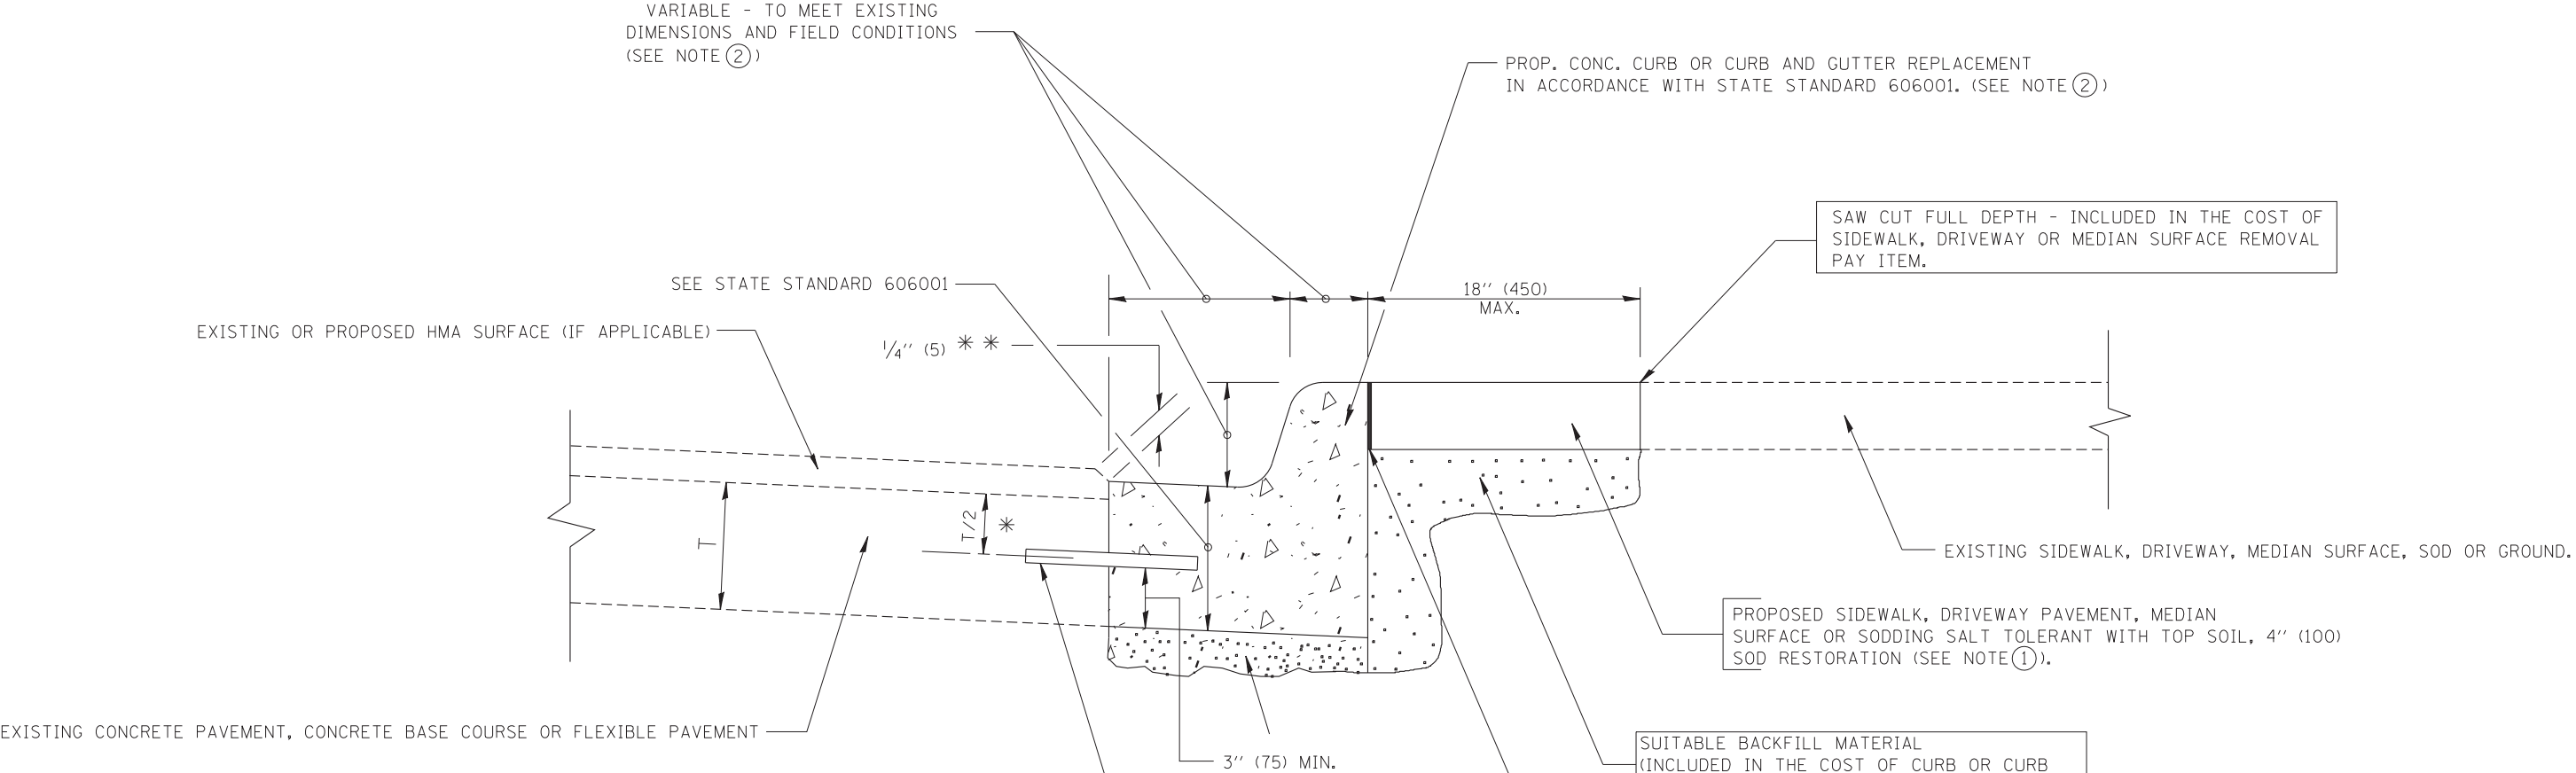 VARIABLE - TO MEET EXISTING
DIMENSIONS AND FIELD CONDITIONS
(SEE NOTE ②)
PROP. CONC. CURB OR CURB AND GUTTER REPLACEMENT
IN ACCORDANCE WITH STATE STANDARD 606001. (SEE NOTE ②)
SAW CUT FULL DEPTH - INCLUDED IN THE COST OF
SIDEWALK, DRIVEWAY OR MEDIAN SURFACE REMOVAL
PAY ITEM.
SEE STATE STANDARD 606001
18'' (450)
MAX.
EXISTING OR PROPOSED HMA SURFACE (IF APPLICABLE)
1/4'' (5) * *
T
T/2 *
EXISTING SIDEWALK, DRIVEWAY, MEDIAN SURFACE, SOD OR GROUND.
PROPOSED SIDEWALK, DRIVEWAY PAVEMENT, MEDIAN
SURFACE OR SODDING SALT TOLERANT WITH TOP SOIL, 4'' (100)
SOD RESTORATION (SEE NOTE ①).
EXISTING CONCRETE PAVEMENT, CONCRETE BASE COURSE OR FLEXIBLE PAVEMENT
3'' (75) MIN.
SUITABLE BACKFILL MATERIAL
(INCLUDED IN THE COST OF CURB OR CURB